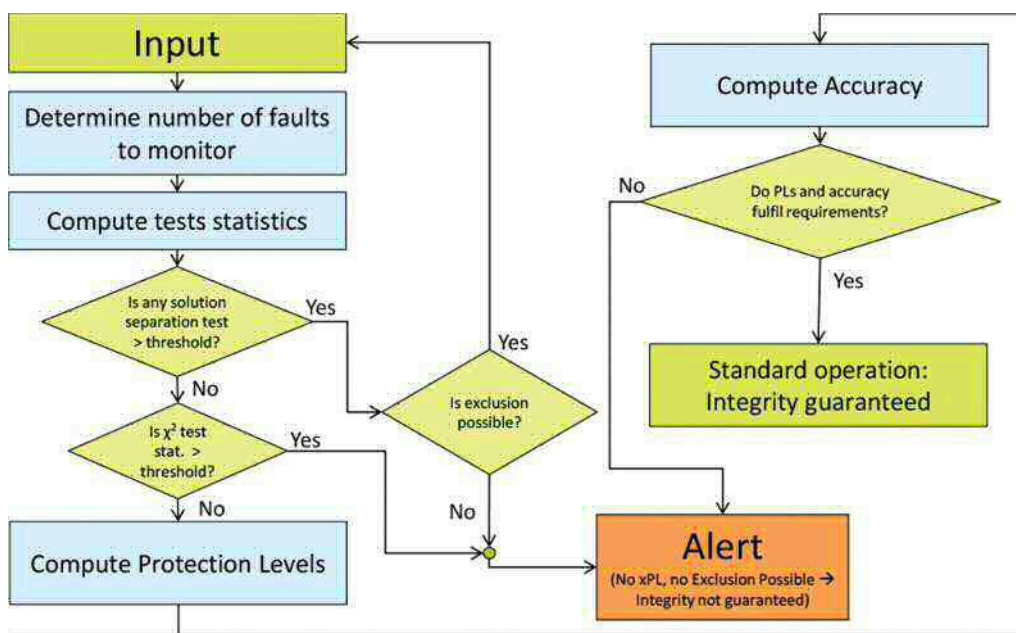 Input
Determine number of faults
to monitor
Compute tests statistics
Is any solution
separation test
> threshold?
Yes
No
Is χ² test
stat. >
threshold?
Yes
No
Compute Protection Levels
Yes
Is exclusion
possible?
No
Compute Accuracy
Do PLs and accuracy
fulfil requirements?
No
Yes
Standard operation:
Integrity guaranteed
Alert
(No xPL, no Exclusion Possible →
Integrity not guaranteed)